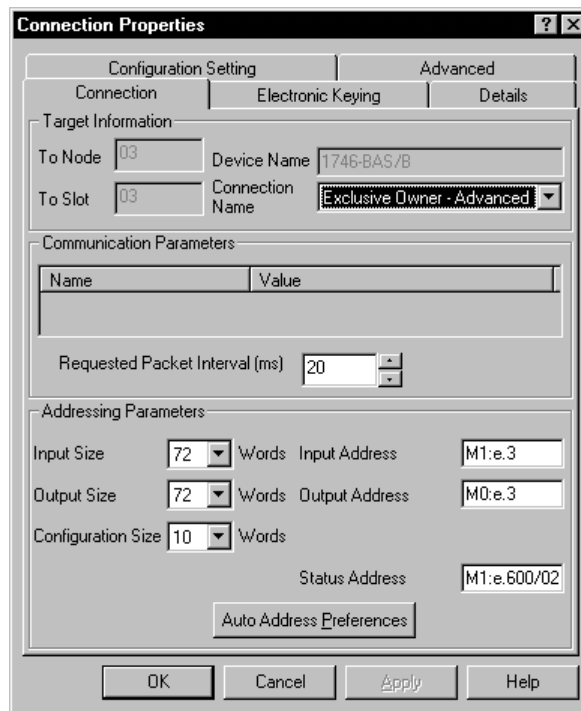 Connection Properties
Configuration Setting Advanced
Connection Electronic Keying Details
Target Information
To Node 03 Device Name 1746-BAS/B
To Slot 03 Connection Name Exclusive Owner - Advanced
Communication Parameters
Name Value
Requested Packet Interval (ms) 20
Addressing Parameters
Input Size 72 Words Input Address M1:e.3
Output Size 72 Words Output Address M0:e.3
Configuration Size 10 Words
Status Address M1:e.600/02
Auto Address Preferences
OK Cancel Apply Help